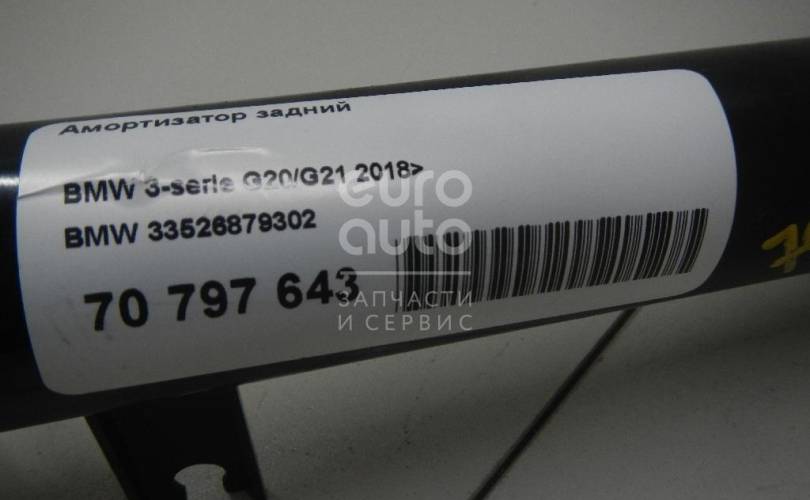 Амортизатор задний
BMW 3-serie G20/G21 2018>
BMW 33526879302
70 797 643
euro
auto
ЗАПЧАСТИ
И СЕРВИС